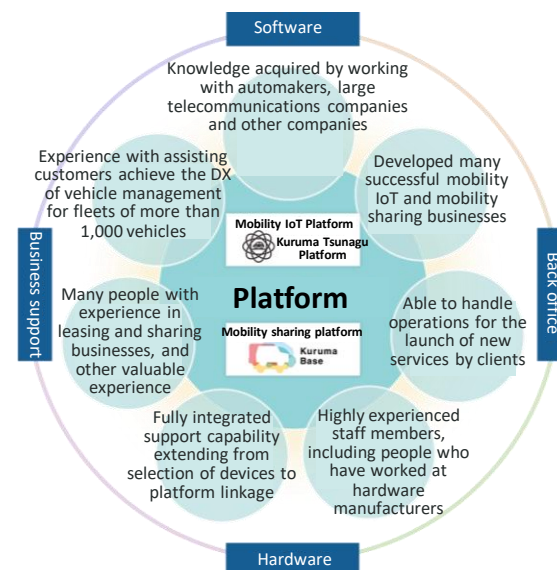 Software
Knowledge acquired by working
with automakers, large
telecommunications companies
and other companies
Experience with assisting
customers achieve the DX
of vehicle management
for fleets of more than
1,000 vehicles
Developed many
successful mobility
IoT and mobility
sharing businesses
Mobility IoT Platform
Kuruma Tsunagu
Platform
Platform
Mobility sharing platform
Kuruma
Base
Business support
Back office
Many people with
experience in
leasing and sharing
businesses, and
other valuable
experience
Able to handle
operations for the
launch of new
services by clients
Fully integrated
support capability
extending from
selection of devices to
platform linkage
Highly experienced
staff members,
including people who
have worked at
hardware
manufacturers
Hardware